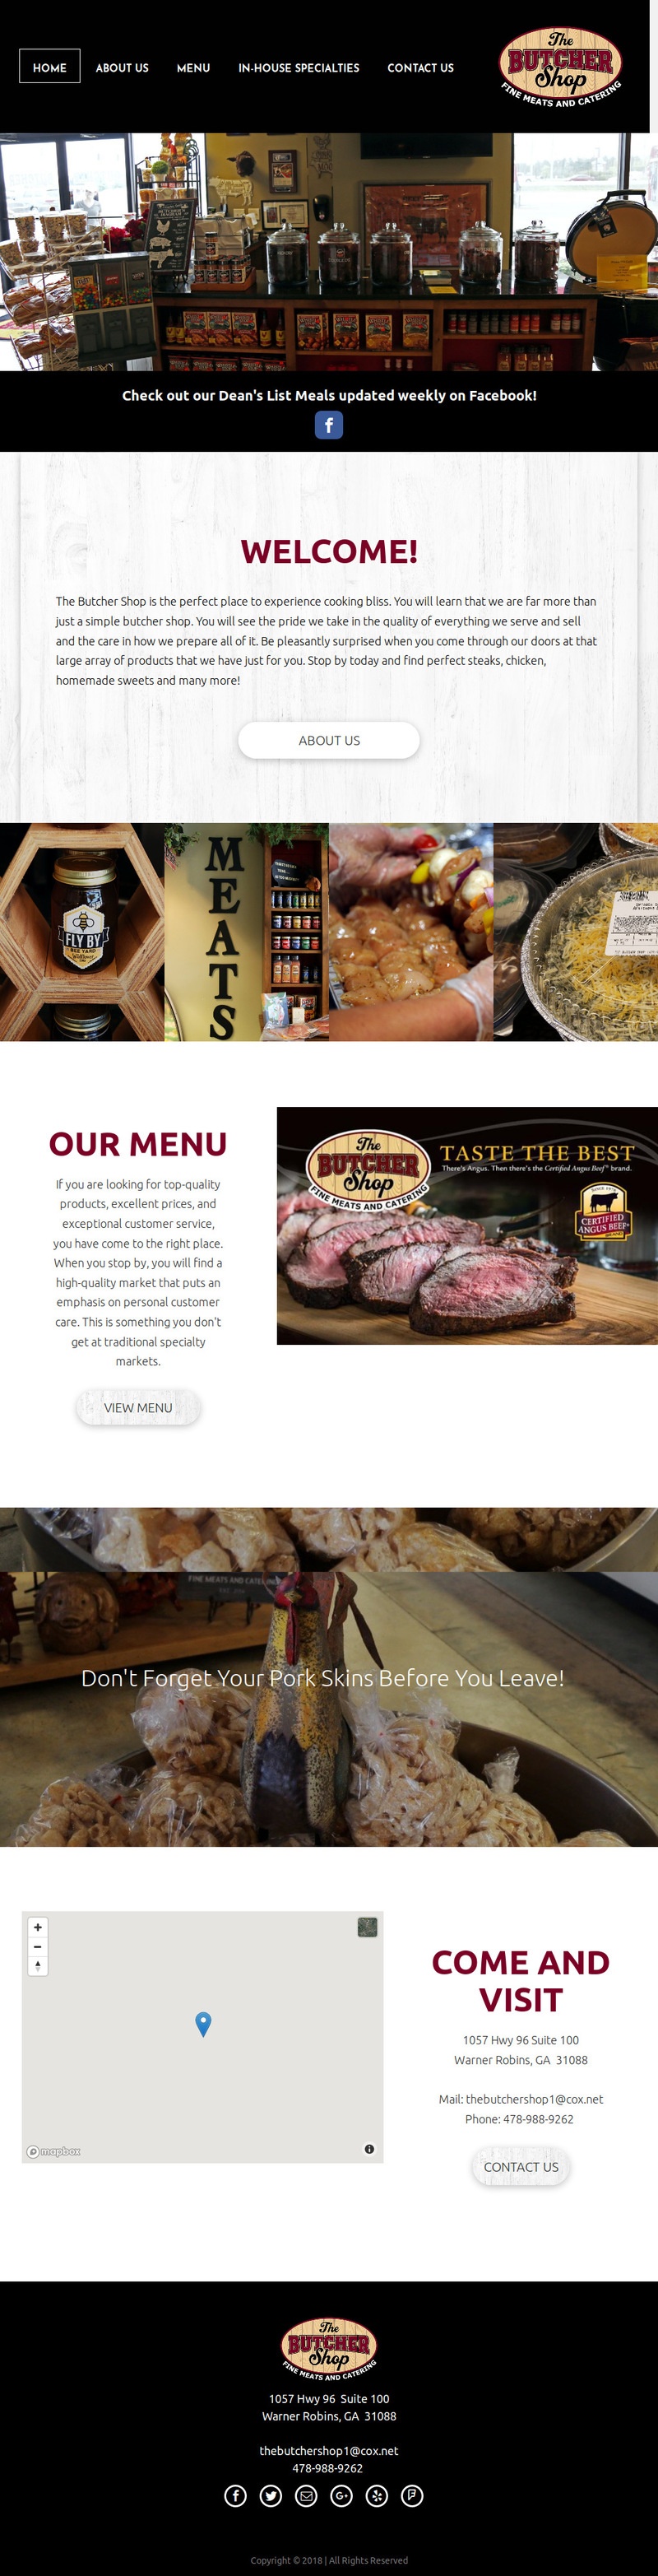 HOME
ABOUT US
MENU
IN-HOUSE SPECIALTIES
CONTACT US
The
BUTCHER
Shop
FINE MEATS AND CATERING
Check out our Dean's List Meals updated weekly on Facebook!
WELCOME!
The Butcher Shop is the perfect place to experience cooking bliss. You will learn that we are far more than
just a simple butcher shop. You will see the pride we take in the quality of everything we serve and sell
and the care in how we prepare all of it. Be pleasantly surprised when you come through our doors at that
large array of products that we have just for you. Stop by today and find perfect steaks, chicken,
homemade sweets and many more!
ABOUT US
FLY BY
BEE YARD
MEATS
OUR MENU
If you are looking for top-quality
products, excellent prices, and
exceptional customer service,
you have come to the right place.
When you stop by, you will find a
high-quality market that puts an
emphasis on personal customer
care. This is something you don't
get at traditional specialty
markets.
VIEW MENU
The
BUTCHER
Shop
FINE MEATS AND CATERING
TASTE THE BEST
There's Angus. Then there's the Certified Angus Beef® brand.
CERTIFIED
ANGUS BEEF
FINE MEATS AND CATERING
Don't Forget Your Pork Skins Before You Leave!
mapbox
COME AND
VISIT
1057 Hwy 96 Suite 100
Warner Robins, GA 31088
Mail: thebutchershop1@cox.net
Phone: 478-988-9262
CONTACT US
The
BUTCHER
Shop
FINE MEATS AND CATERING
1057 Hwy 96 Suite 100
Warner Robins, GA 31088
thebutchershop1@cox.net
478-988-9262
Copyright © 2018 | All Rights Reserved